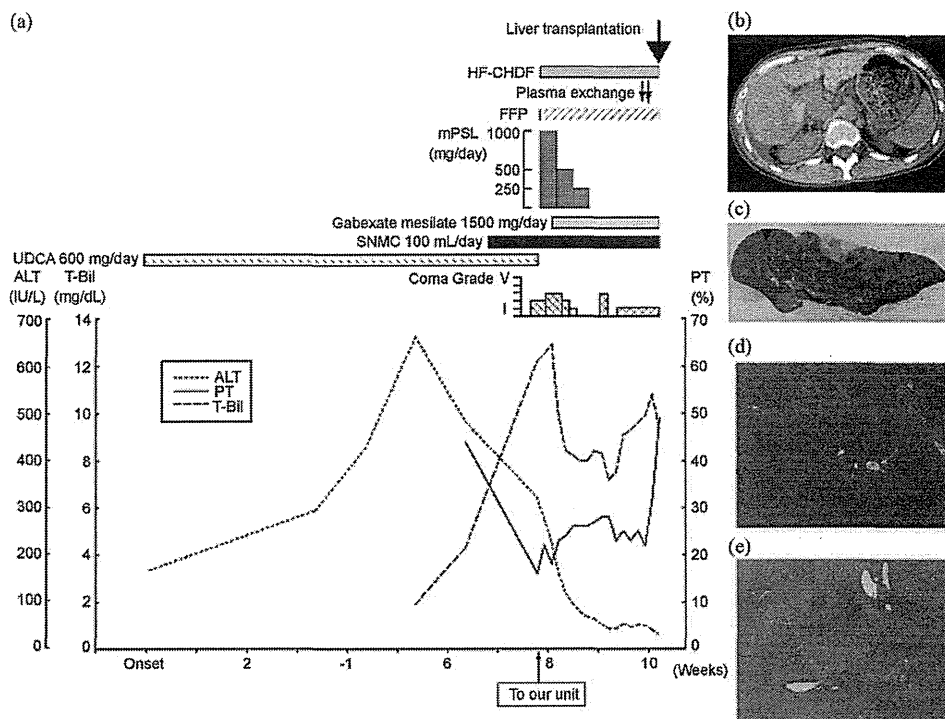 (a)
Liver transplantation
HF-CHDF
Plasma exchange
FFP
mPSL 1000
(mg/day)
500
250
Gabexate mesilate 1500 mg/day
SNMC 100 mL/day
UDCA 600 mg/day
Coma Grade V
I
ALT T-Bil PT
(IU/L) (mg/dL) (%)
700 14 70
600 12 60
500 10 50
400 8 40
300 6 30
200 4 20
100 2 10
0 0 0
ALT
PT
T-Bil
Onset 2 -1 6 8 10 (Weeks)
To our unit
(b)
(c)
(d)
(e)